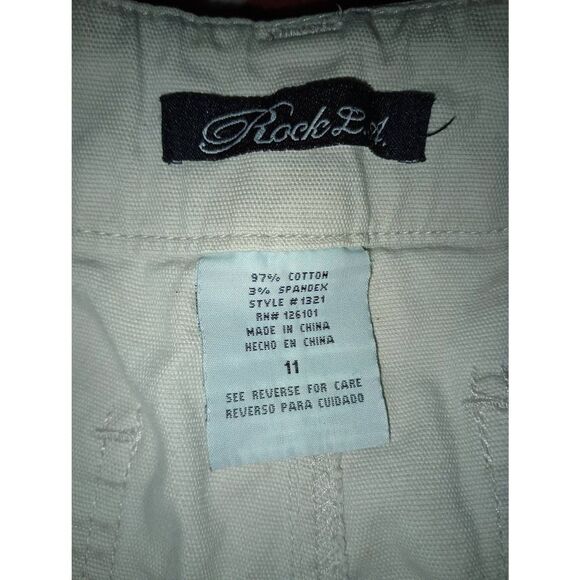 Rock L.A.
97% COTTON
3% SPANDEX
STYLE #1321
RN# 126101
MADE IN CHINA
HECHO EN CHINA
11
SEE REVERSE FOR CARE
REVERSO PARA CUIDADO